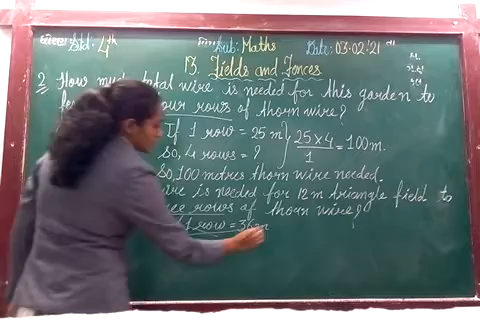 Std: 4th Sub: Maths Date: 03.02.'21
13. Fields and Fences
2. How much total wire is needed for this garden to
four rows of thorn wire?
If 1 row = 25 m
So, 4 rows = ?
25 × 4 / 1 = 100 m.
So, 100 metres thorn wire needed.
is needed for 12 m triangle field to
rows of thorn wire?
1 row = 36 m